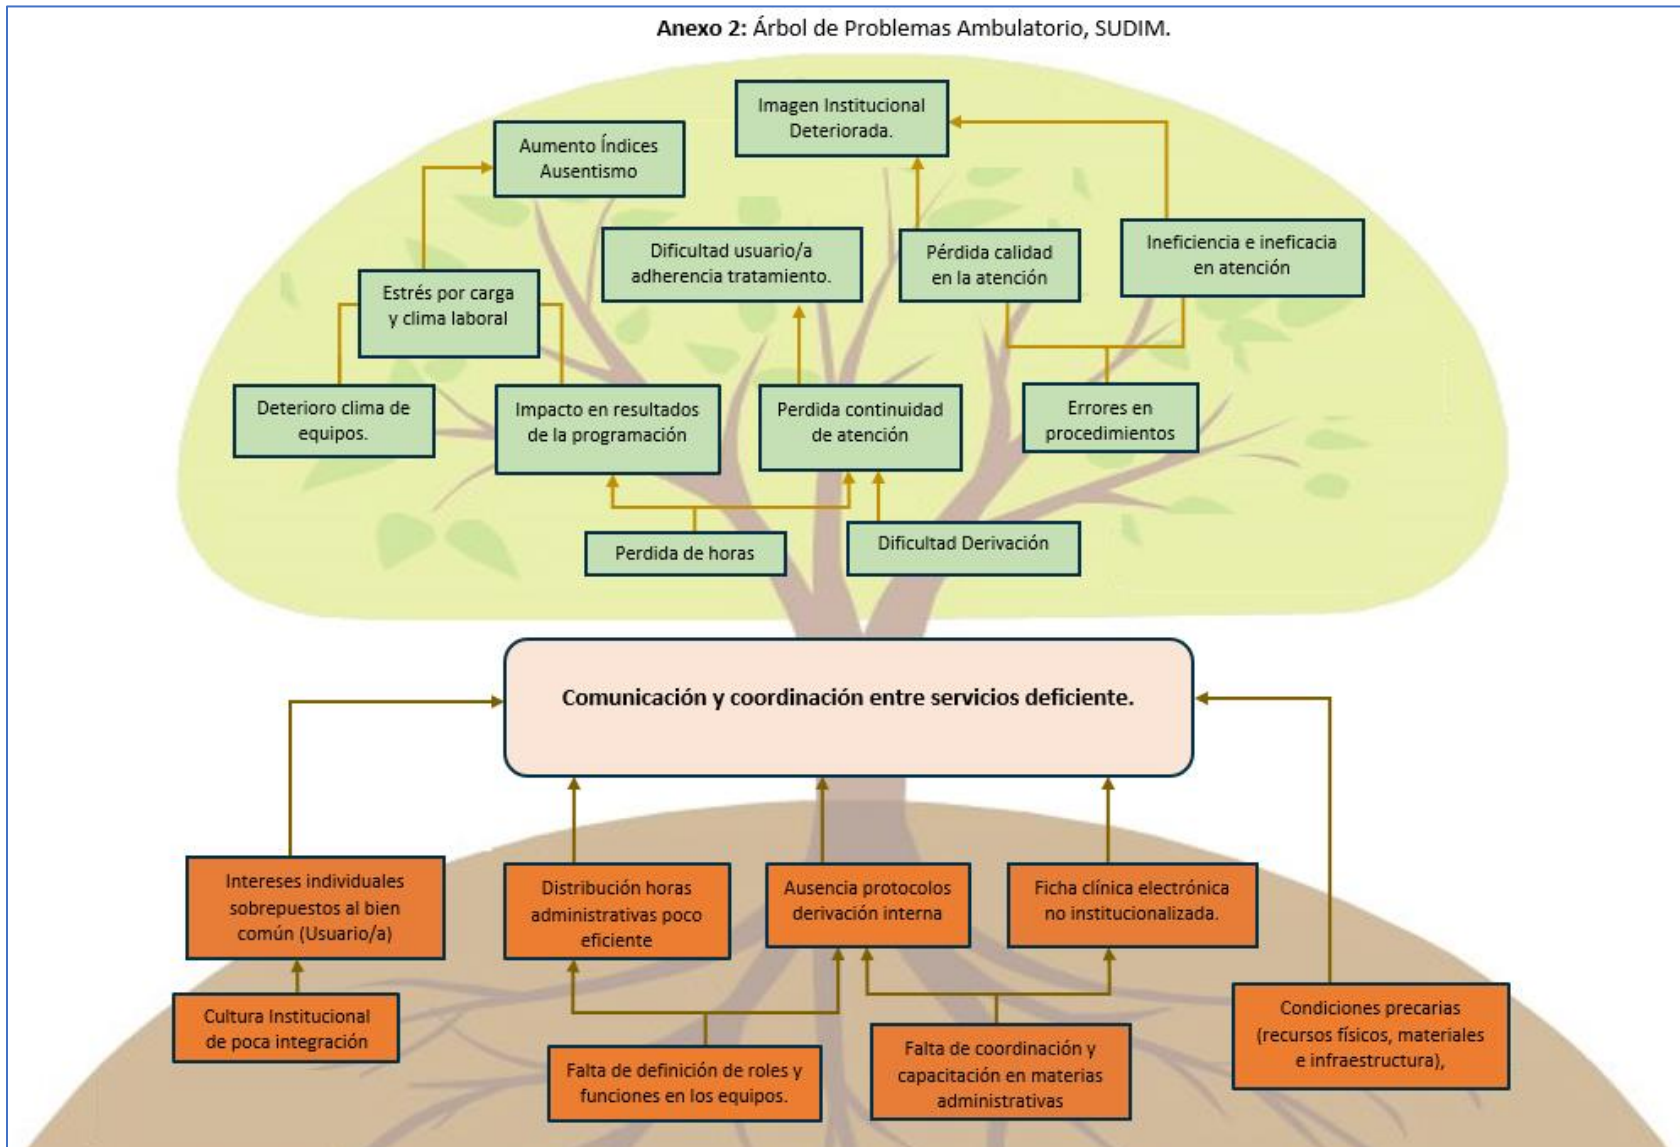 Anexo 2: Árbol de Problemas Ambulatorio, SUDIM.
Imagen Institucional
Deteriorada.
Aumento Índices
Ausentismo
Dificultad usuario/a
adherencia tratamiento.
Pérdida calidad
en la atención
Ineficiencia e ineficacia
en atención
Estrés por carga
y clima laboral
Deterioro clima de
equipos.
Impacto en resultados
de la programación
Perdida continuidad
de atención
Errores en
procedimientos
Perdida de horas
Dificultad Derivación
Comunicación y coordinación entre servicios deficiente.
Intereses individuales
sobrepuestos al bien
común (Usuario/a)
Distribución horas
administrativas poco
eficiente
Ausencia protocolos
derivación interna
Ficha clínica electrónica
no institucionalizada.
Cultura Institucional
de poca integración
Falta de definición de roles y
funciones en los equipos.
Falta de coordinación y
capacitación en materias
administrativas
Condiciones precarias
(recursos físicos, materiales
e infraestructura),